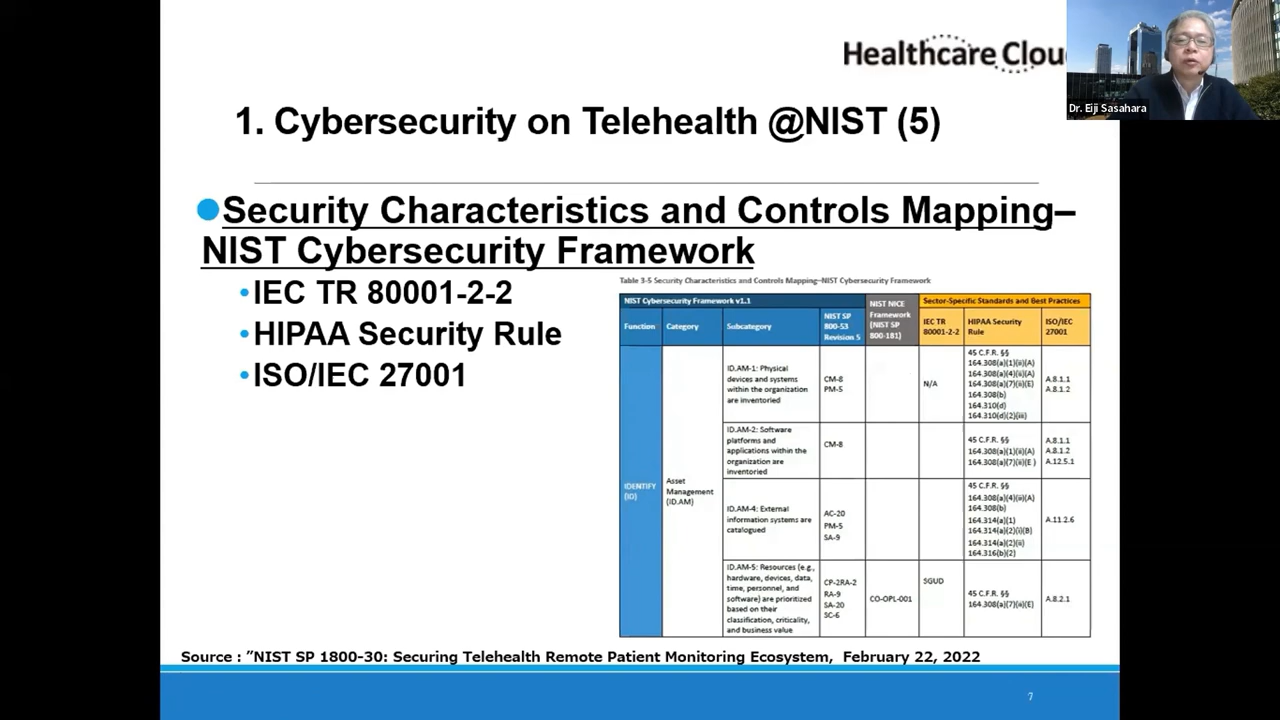 Healthcare Clou
Dr. Eiji Sasahara
1. Cybersecurity on Telehealth @NIST (5)
Security Characteristics and Controls Mapping–
NIST Cybersecurity Framework
IEC TR 80001-2-2
HIPAA Security Rule
ISO/IEC 27001
Table 3-5 Security Characteristics and Controls Mapping–NIST Cybersecurity Framework
NIST Cybersecurity Framework v1.1
NIST NICE
Framework
(NIST SP
800-181)
Sector-Specific Standards and Best Practices
Function
Category
Subcategory
NIST SP
800-53
Revision 5
IEC TR
80001-2-2
HIPAA Security
Rule
ISO/IEC
27001
IDENTIFY
(ID)
Asset
Management
(ID.AM)
ID.AM-1: Physical
devices and systems
within the organization
are inventoried
CM-8
PM-5
N/A
45 C.F.R. §§
164.308(a)(1)(ii)(A)
164.308(a)(4)(ii)(A)
164.308(a)(7)(ii)(E)
164.308(b)
164.310(d)
164.310(d)(2)(iii)
A.8.1.1
A.8.1.2
ID.AM-2: Software
platforms and
applications within the
organization are
inventoried
CM-8
45 C.F.R. §§
164.308(a)(1)(ii)(A)
164.308(a)(7)(ii)(E )
A.8.1.1
A.8.1.2
A.12.5.1
ID.AM-4: External
information systems are
catalogued
AC-20
PM-5
SA-9
45 C.F.R. §§
164.308(a)(4)(ii)(A)
164.308(b)
164.314(a)(1)
164.314(a)(2)(i)(B)
164.314(a)(2)(ii)
164.316(b)(2)
A.11.2.6
ID.AM-5: Resources (e.g.,
hardware, devices, data,
time, personnel, and
software) are prioritized
based on their
classification, criticality,
and business value
CP-2RA-2
RA-9
SA-20
SC-6
CO-OPL-001
SGUD
45 C.F.R. §§
164.308(a)(7)(ii)(E)
A.8.2.1
Source : ”NIST SP 1800-30: Securing Telehealth Remote Patient Monitoring Ecosystem, February 22, 2022
7